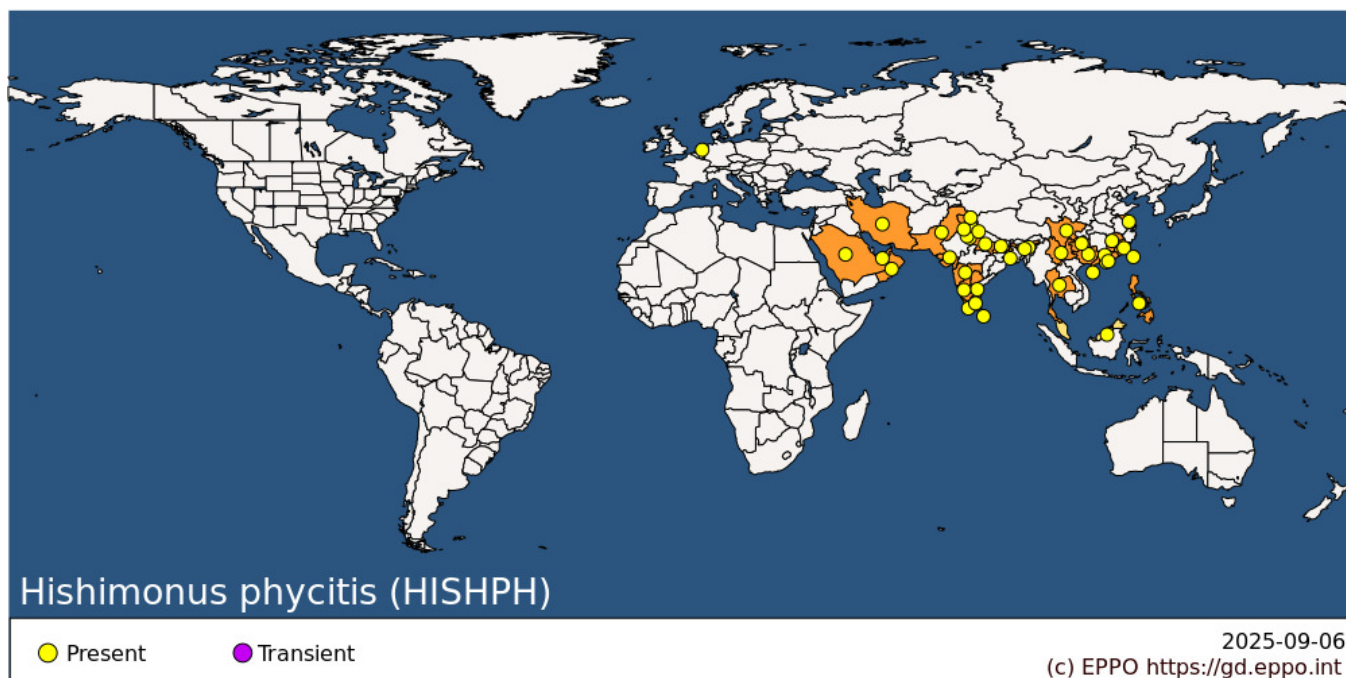 Hishimonus phycitis (HISHPH)
Present
Transient
2025-09-06
(c) EPPO https://gd.eppo.int